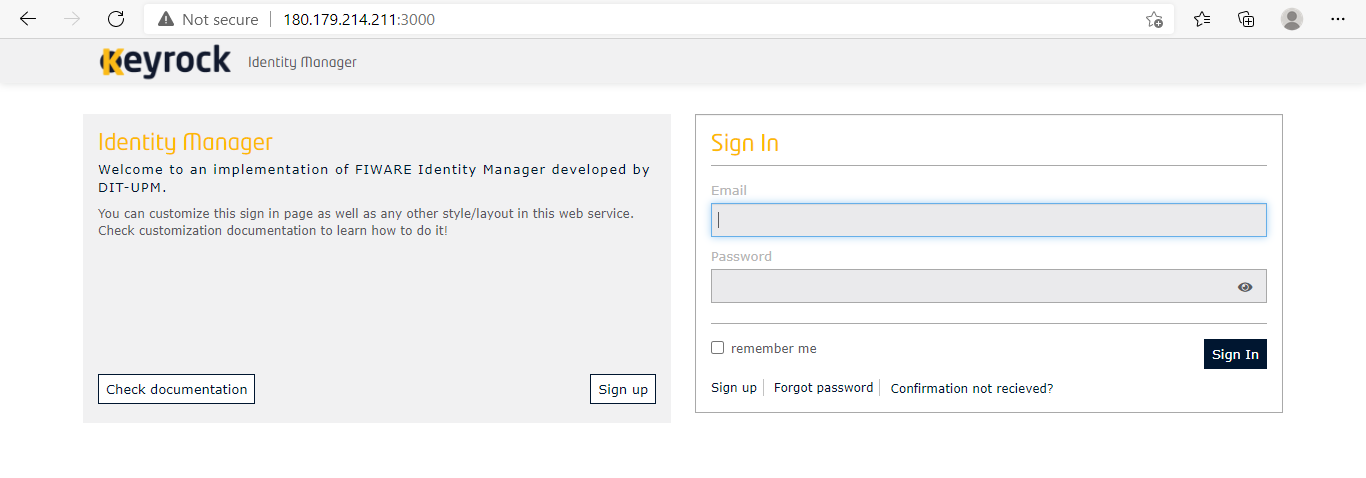 Not secure 180.179.214.211:3000
Keyrock Identity Manager
Identity Manager
Welcome to an implementation of FIWARE Identity Manager developed by
DIT-UPM.
You can customize this sign in page as well as any other style/layout in this web service.
Check customization documentation to learn how to do it!
Check documentation
Sign up
Sign In
Email
Password
remember me
Sign In
Sign up
Forgot password
Confirmation not recieved?